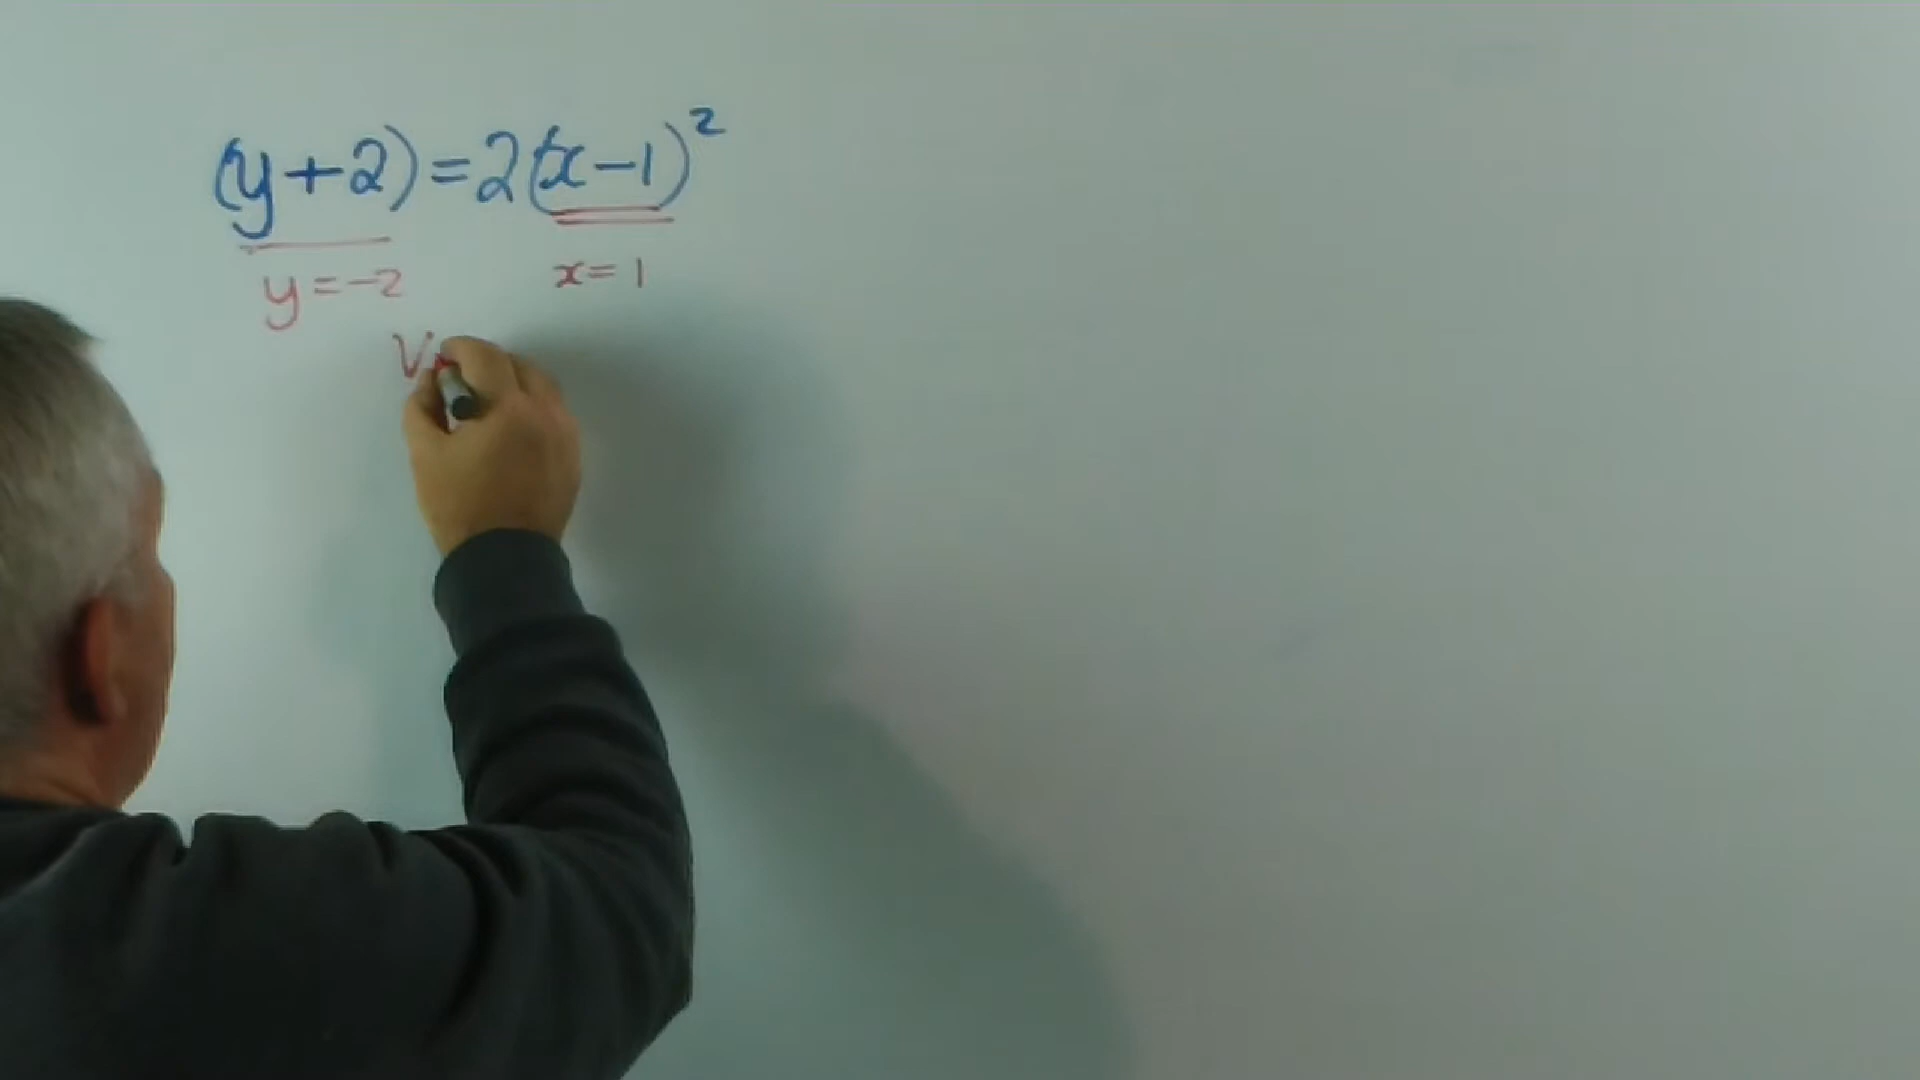 (y+2)=2(x-1)²
y=-2 x=1
V